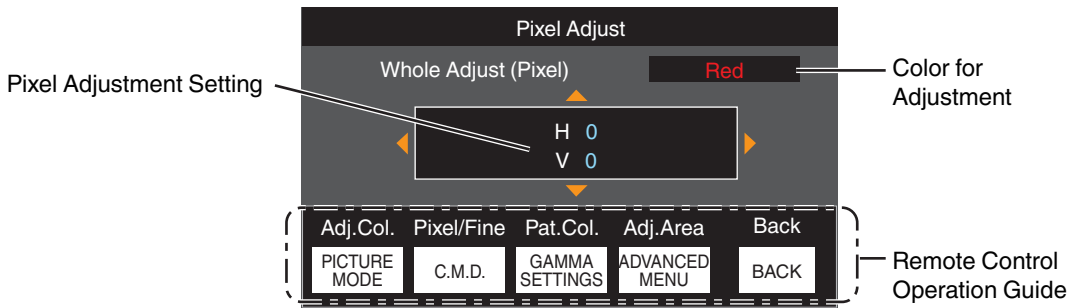 Pixel Adjust
Whole Adjust (Pixel)
Red
Pixel Adjustment Setting
Color for
Adjustment
H 0
V 0
Adj.Col. Pixel/Fine Pat.Col. Adj.Area Back
PICTURE
MODE
C.M.D.
GAMMA
SETTINGS
ADVANCED
MENU
BACK
Remote Control
Operation Guide